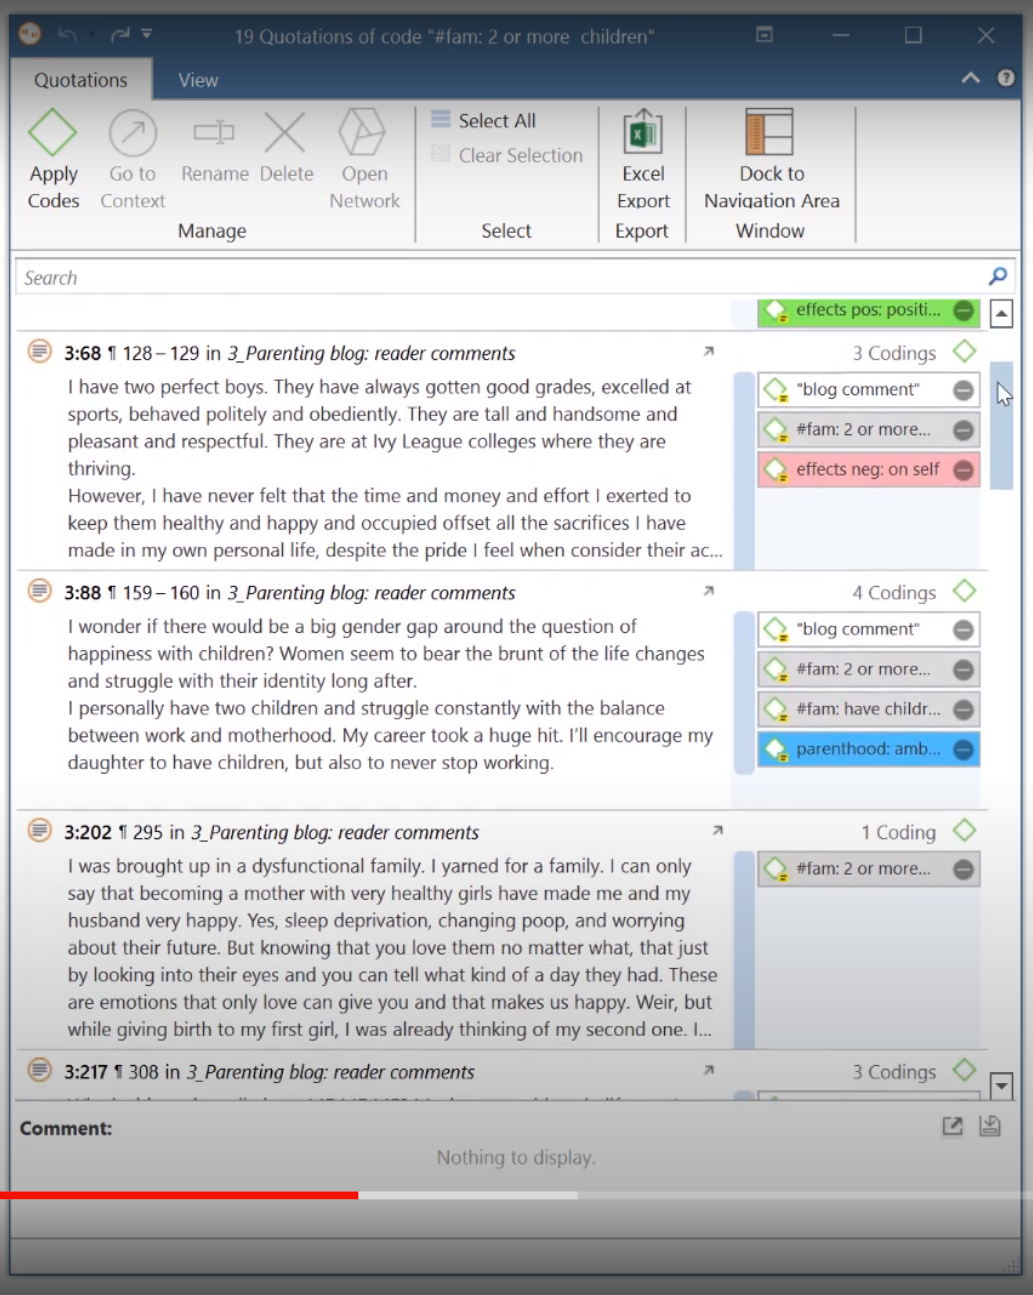 19 Quotations of code "#fam: 2 or more  children"
Quotations
View
Apply Codes
Go to Context
Rename
Delete
Open Network
Manage
Select All
Clear Selection
Select
Excel Export
Export
Dock to Navigation Area
Window
Search
effects pos: positi...
3:68 ¶ 128 – 129 in 3_Parenting blog: reader comments
3 Codings
I have two perfect boys. They have always gotten good grades, excelled at
sports, behaved politely and obediently. They are tall and handsome and
pleasant and respectful. They are at Ivy League colleges where they are
thriving.
However, I have never felt that the time and money and effort I exerted to
keep them healthy and happy and occupied offset all the sacrifices I have
made in my own personal life, despite the pride I feel when consider their ac...
"blog comment"
#fam: 2 or more...
effects neg: on self
3:88 ¶ 159 – 160 in 3_Parenting blog: reader comments
4 Codings
I wonder if there would be a big gender gap around the question of
happiness with children? Women seem to bear the brunt of the life changes
and struggle with their identity long after.
I personally have two children and struggle constantly with the balance
between work and motherhood. My career took a huge hit. I'll encourage my
daughter to have children, but also to never stop working.
"blog comment"
#fam: 2 or more...
#fam: have childr...
parenthood: amb...
3:202 ¶ 295 in 3_Parenting blog: reader comments
1 Coding
I was brought up in a dysfunctional family. I yarned for a family. I can only
say that becoming a mother with very healthy girls have made me and my
husband very happy. Yes, sleep deprivation, changing poop, and worrying
about their future. But knowing that you love them no matter what, that just
by looking into their eyes and you can tell what kind of a day they had. These
are emotions that only love can give you and that makes us happy. Weir, but
while giving birth to my first girl, I was already thinking of my second one. I...
#fam: 2 or more...
3:217 ¶ 308 in 3_Parenting blog: reader comments
3 Codings
Comment:
Nothing to display.